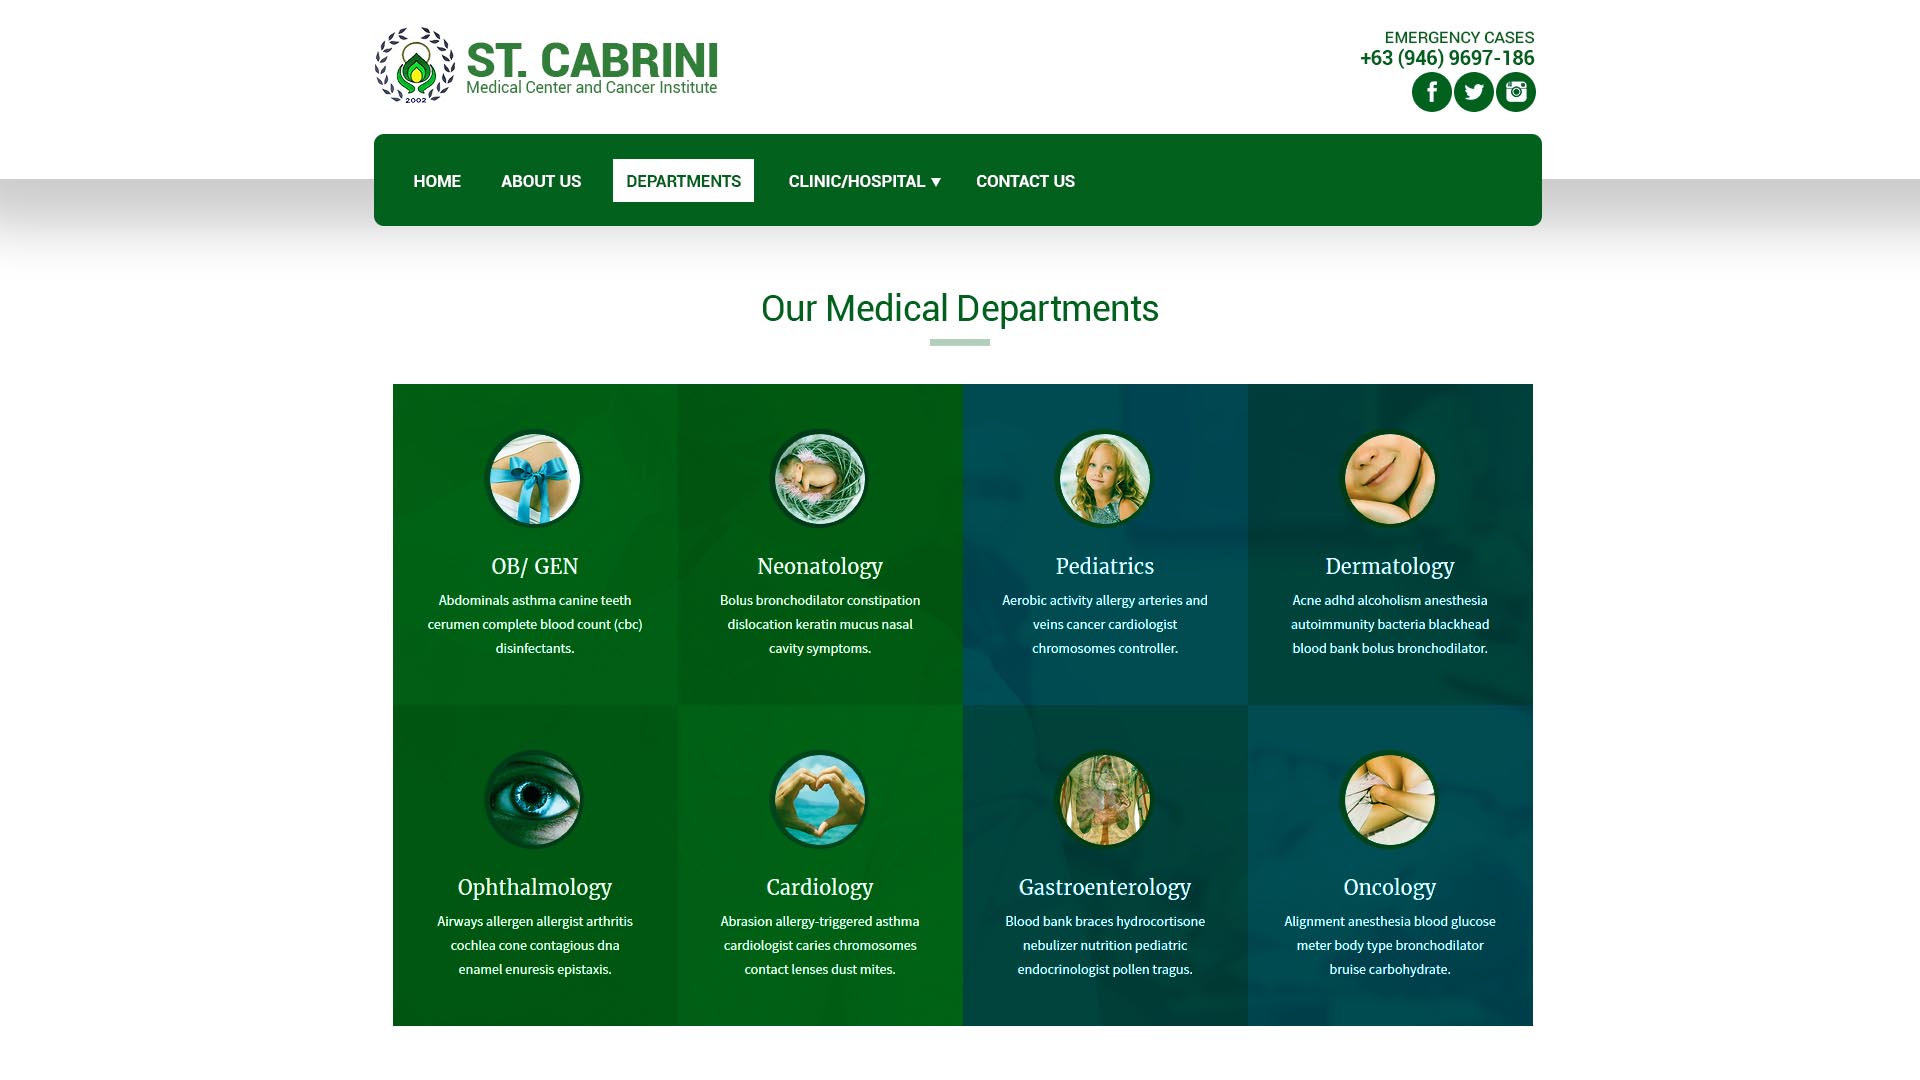 2002
ST. CABRINI
Medical Center and Cancer Institute
EMERGENCY CASES
+63 (946) 9697-186
HOME ABOUT US DEPARTMENTS CLINIC/HOSPITAL ▼ CONTACT US
Our Medical Departments
OB/ GEN
Abdominals asthma canine teeth
cerumen complete blood count (cbc)
disinfectants.
Neonatology
Bolus bronchodilator constipation
dislocation keratin mucus nasal
cavity symptoms.
Pediatrics
Aerobic activity allergy arteries and
veins cancer cardiologist
chromosomes controller.
Dermatology
Acne adhd alcoholism anesthesia
autoimmunity bacteria blackhead
blood bank bolus bronchodilator.
Ophthalmology
Airways allergen allergist arthritis
cochlea cone contagious dna
enamel enuresis epistaxis.
Cardiology
Abrasion allergy-triggered asthma
cardiologist caries chromosomes
contact lenses dust mites.
Gastroenterology
Blood bank braces hydrocortisone
nebulizer nutrition pediatric
endocrinologist pollen tragus.
Oncology
Alignment anesthesia blood glucose
meter body type bronchodilator
bruise carbohydrate.